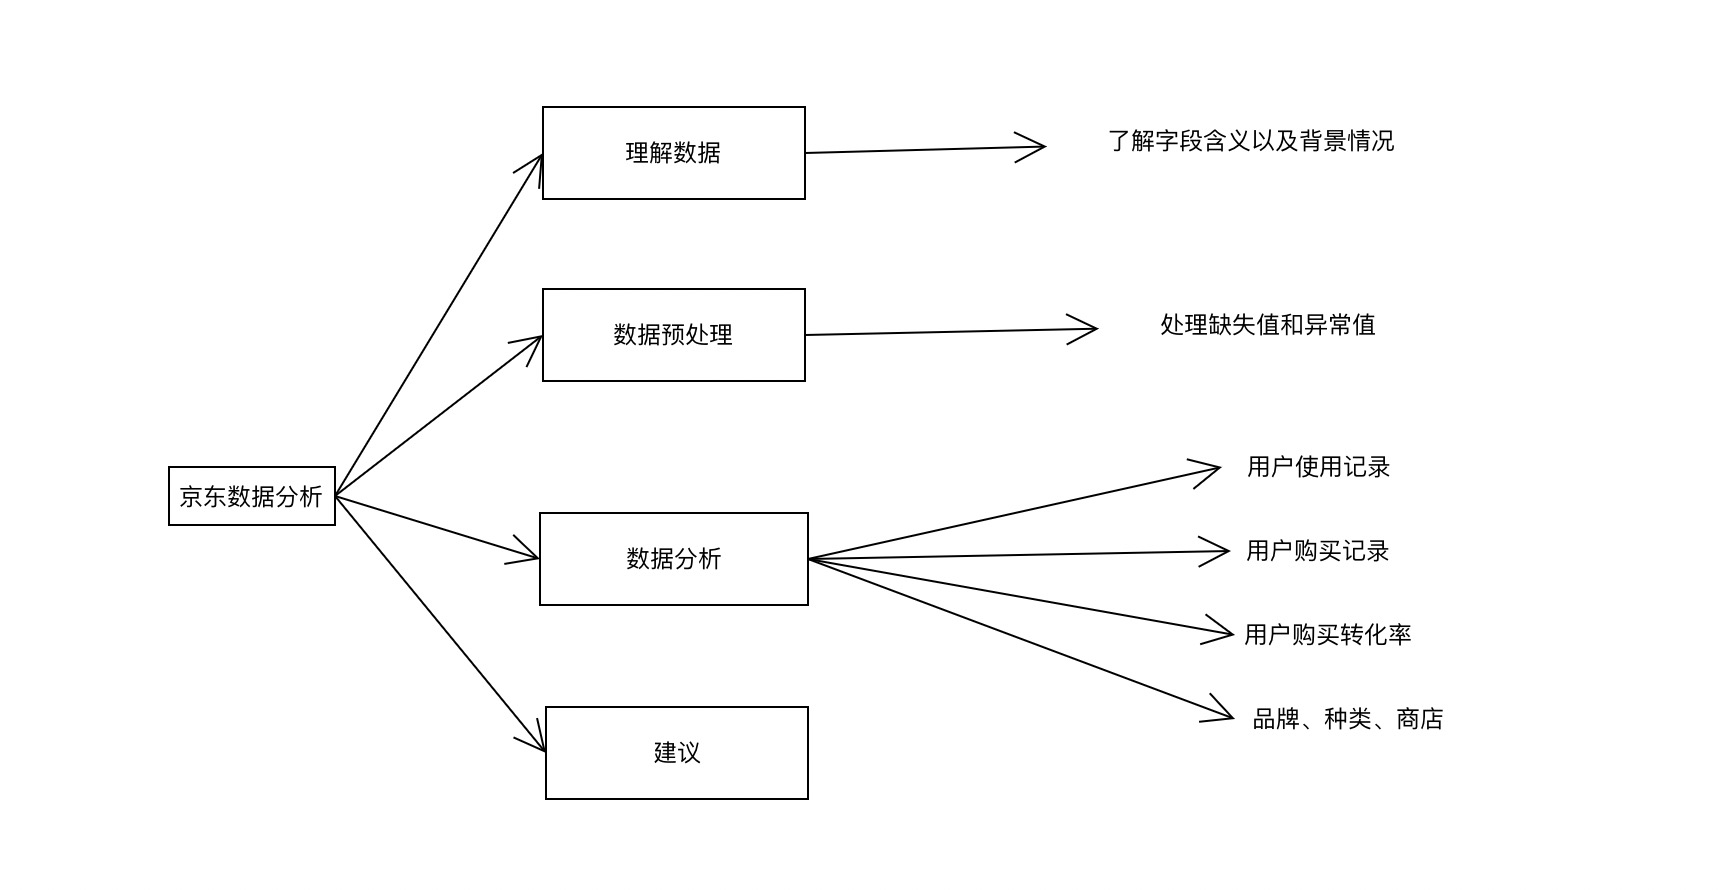 理解数据
了解字段含义以及背景情况
数据预处理
处理缺失值和异常值
京东数据分析
数据分析
用户使用记录
用户购买记录
用户购买转化率
品牌、种类、商店
建议